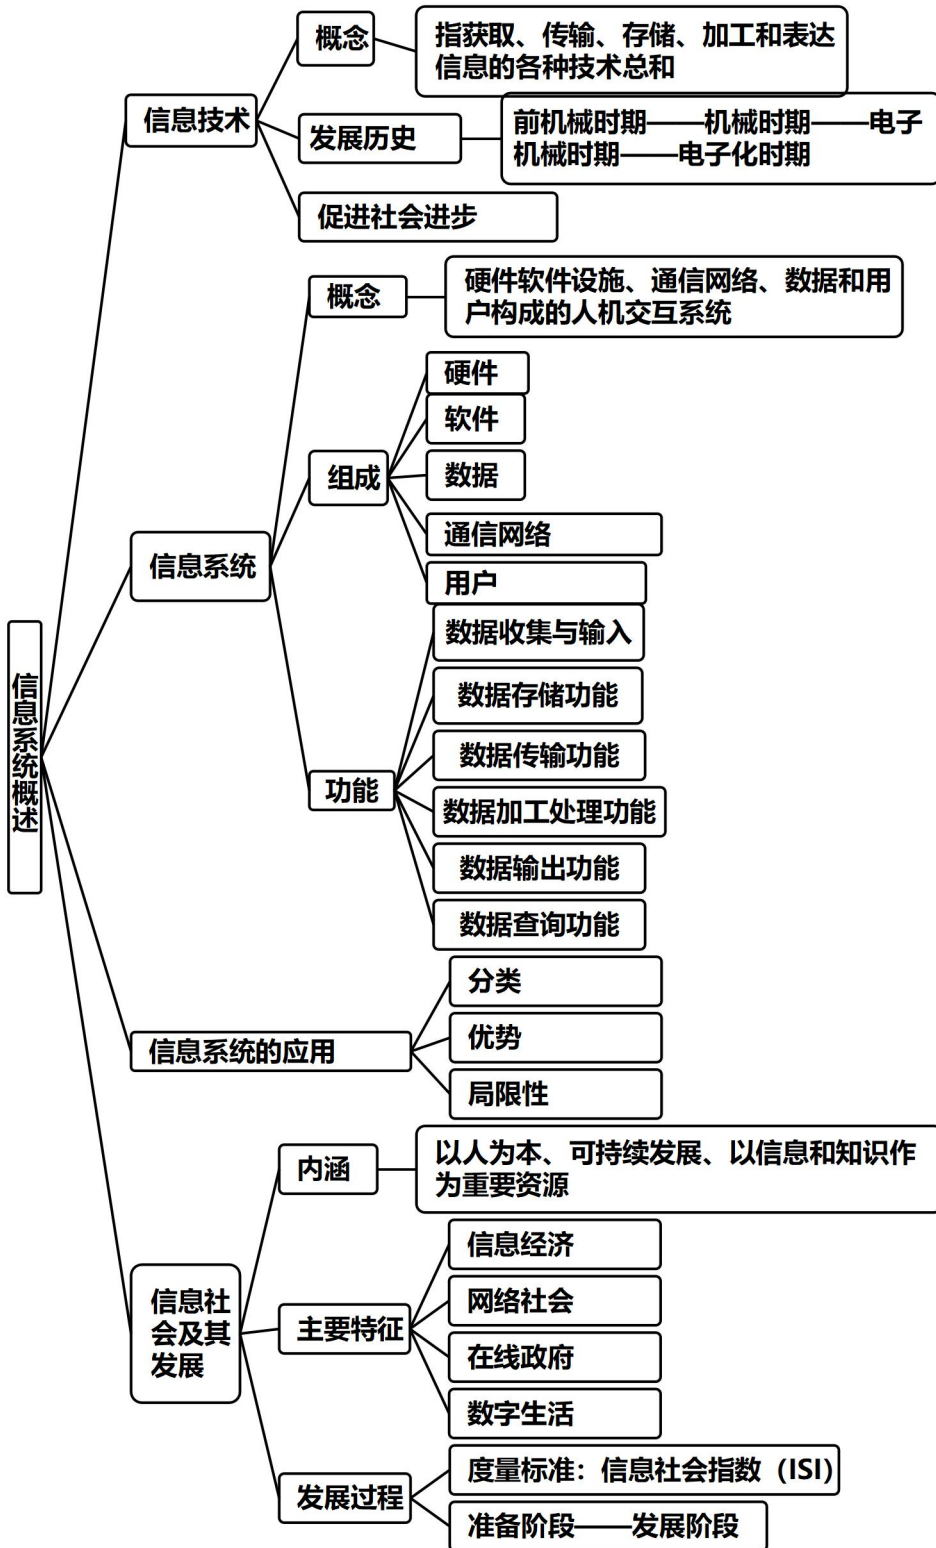 信息系统概述
信息技术
概念
指获取、传输、存储、加工和表达
信息的各种技术总和
发展历史
前机械时期——机械时期——电子
机械时期——电子化时期
促进社会进步
信息系统
概念
硬件软件设施、通信网络、数据和用
户构成的人机交互系统
组成
硬件
软件
数据
通信网络
用户
功能
数据收集与输入
数据存储功能
数据传输功能
数据加工处理功能
数据输出功能
数据查询功能
信息系统的应用
分类
优势
局限性
信息社
会及其
发展
内涵
以人为本、可持续发展、以信息和知识作
为重要资源
主要特征
信息经济
网络社会
在线政府
数字生活
发展过程
度量标准：信息社会指数（ISI）
准备阶段——发展阶段